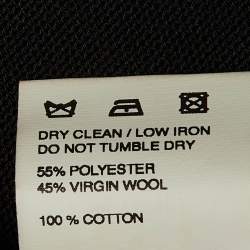 DRY CLEAN / LOW IRON
DO NOT TUMBLE DRY
55% POLYESTER
45% VIRGIN WOOL
100 % COTTON